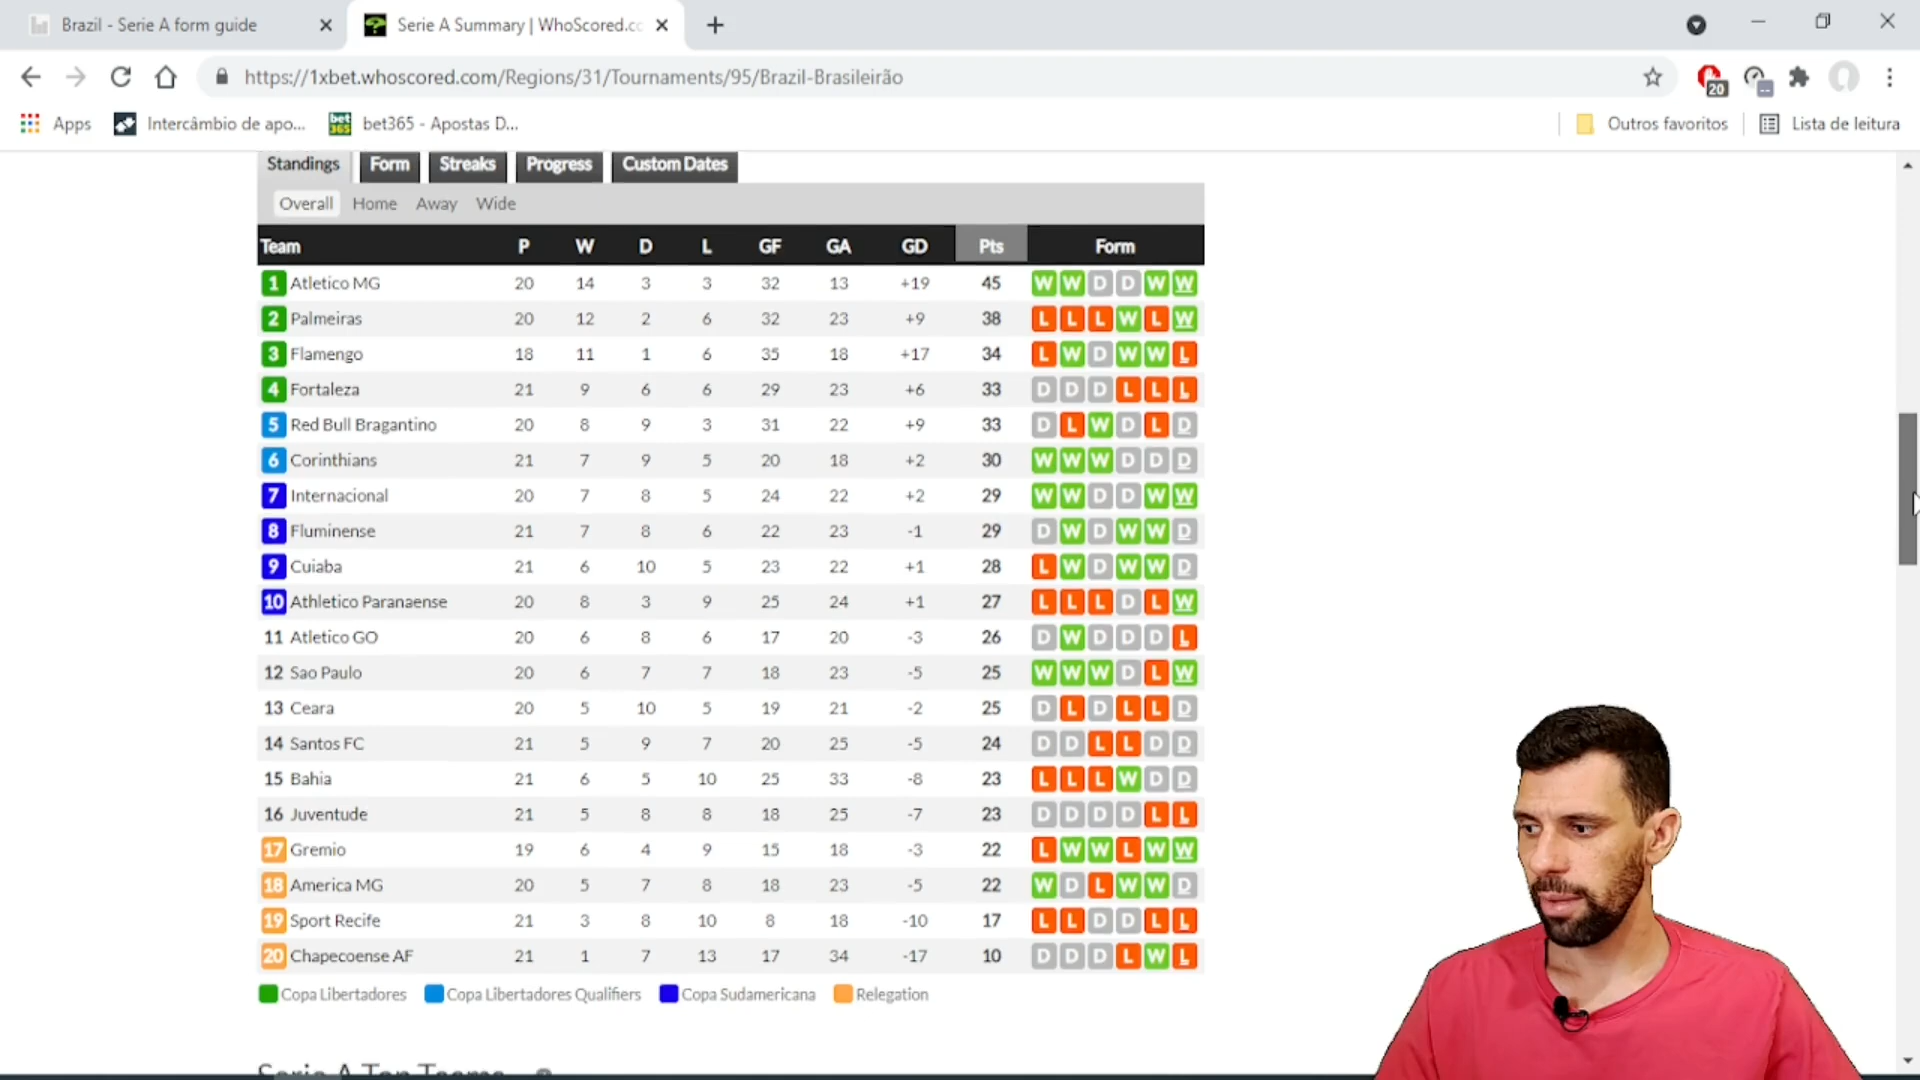 Brazil - Serie A form guide
Serie A Summary | WhoScored.cc
https://1xbet.whoscored.com/Regions/31/Tournaments/95/Brazil-Brasileirão
20
Apps Intercâmbio de apo... bet365 bet365 - Apostas D... Outros favoritos Lista de leitura
Standings Form Streaks Progress Custom Dates
Overall Home Away Wide
Team P W D L GF GA GD Pts Form
1 Atletico MG 20 14 3 3 32 13 +19 45 W W D D W W
2 Palmeiras 20 12 2 6 32 23 +9 38 L L L W L W
3 Flamengo 18 11 1 6 35 18 +17 34 L W D W W L
4 Fortaleza 21 9 6 6 29 23 +6 33 D D D L L L
5 Red Bull Bragantino 20 8 9 3 31 22 +9 33 D L W D L D
6 Corinthians 21 7 9 5 20 18 +2 30 W W W D D D
7 Internacional 20 7 8 5 24 22 +2 29 W W D D W W
8 Fluminense 21 7 8 6 22 23 -1 29 D W D W W D
9 Cuiaba 21 6 10 5 23 22 +1 28 L W D W W D
10 Athletico Paranaense 20 8 3 9 25 24 +1 27 L L L D L W
11 Atletico GO 20 6 8 6 17 20 -3 26 D W D D D L
12 Sao Paulo 20 6 7 7 18 23 -5 25 W W W D L W
13 Ceara 20 5 10 5 19 21 -2 25 D L D L L D
14 Santos FC 21 5 9 7 20 25 -5 24 D D L L D D
15 Bahia 21 6 5 10 25 33 -8 23 L L L W D D
16 Juventude 21 5 8 8 18 25 -7 23 D D D D L L
17 Gremio 19 6 4 9 15 18 -3 22 L W W L W W
18 America MG 20 5 7 8 18 23 -5 22 W D L W W D
19 Sport Recife 21 3 8 10 8 18 -10 17 L L D D L L
20 Chapecoense AF 21 1 7 13 17 34 -17 10 D D D L W L
Copa Libertadores Copa Libertadores Qualifiers Copa Sudamericana Relegation
Serie A Top Teams